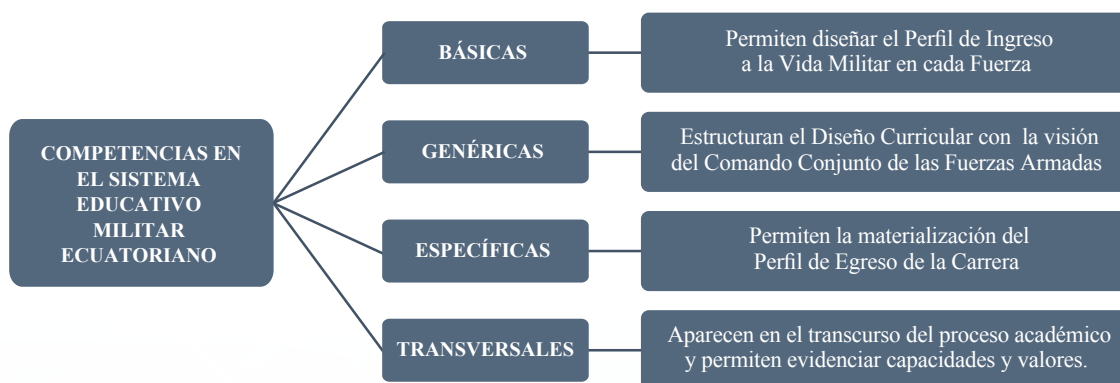 COMPETENCIAS EN
EL SISTEMA
EDUCATIVO
MILITAR
ECUATORIANO
BÁSICAS
Permiten diseñar el Perfil de Ingreso
a la Vida Militar en cada Fuerza
GENÉRICAS
Estructuran el Diseño Curricular con la visión
del Comando Conjunto de las Fuerzas Armadas
ESPECÍFICAS
Permiten la materialización del
Perfil de Egreso de la Carrera
TRANSVERSALES
Aparecen en el transcurso del proceso académico
y permiten evidenciar capacidades y valores.